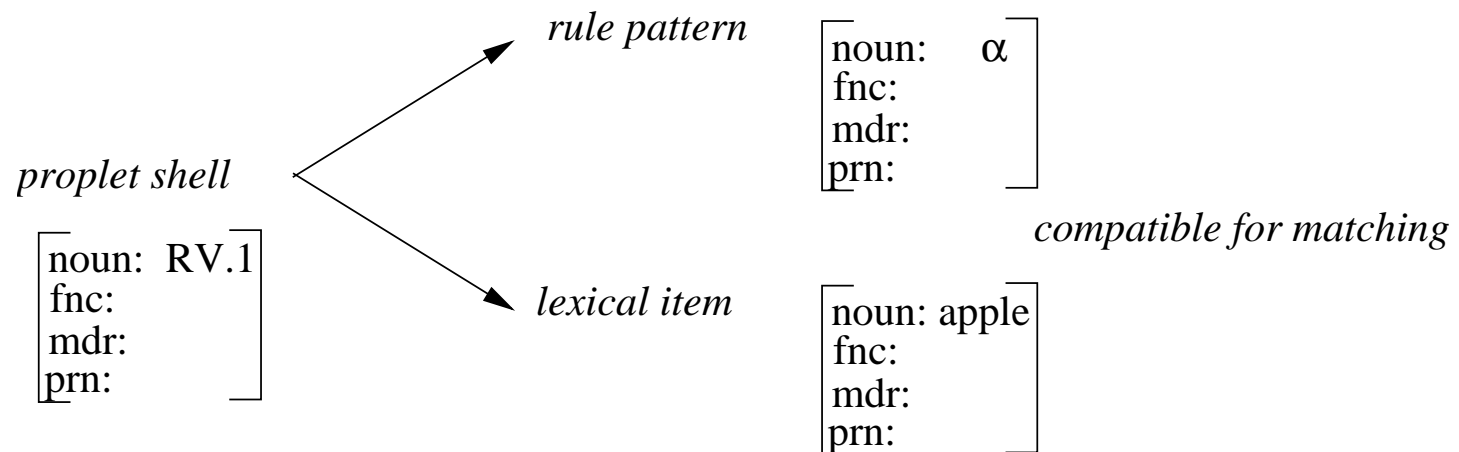 rule pattern
noun: α
fnc:
mdr:
prn:
proplet shell
noun: RV.1
fnc:
mdr:
prn:
compatible for matching
lexical item
noun: apple
fnc:
mdr:
prn: